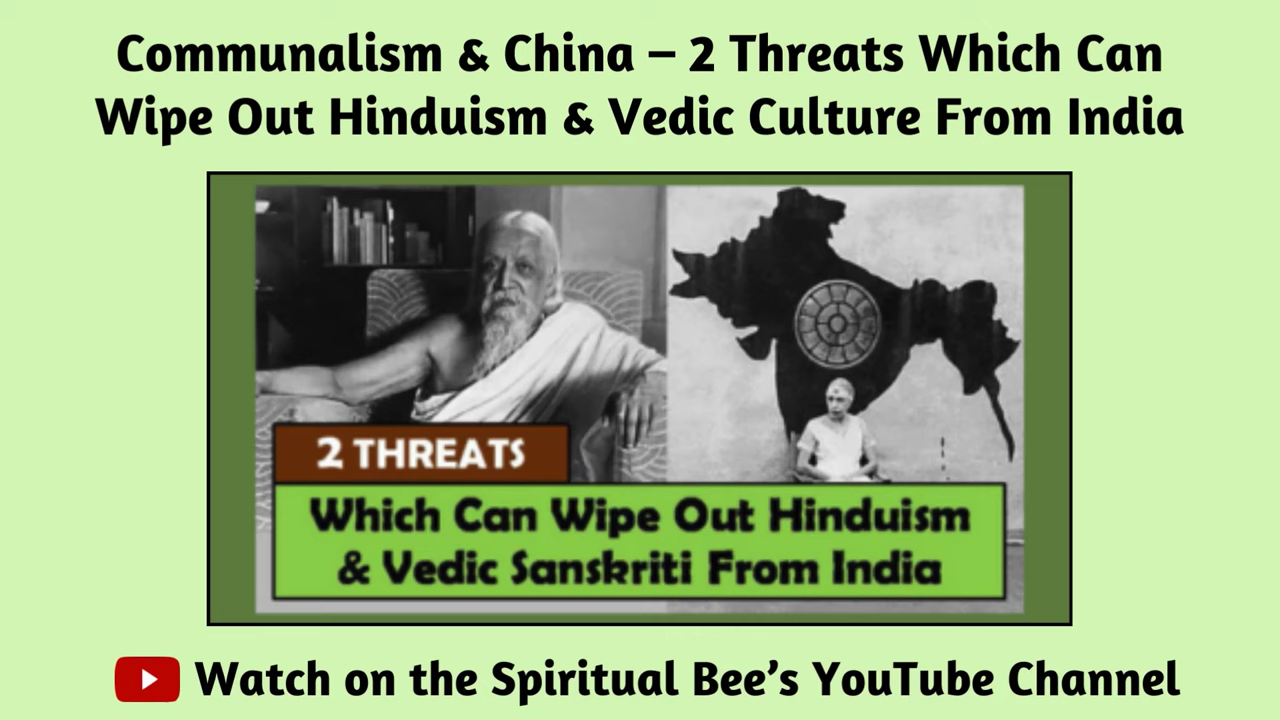 Communalism & China – 2 Threats Which Can
Wipe Out Hinduism & Vedic Culture From India
2 THREATS
Which Can Wipe Out Hinduism
& Vedic Sanskriti From India
Watch on the Spiritual Bee’s YouTube Channel